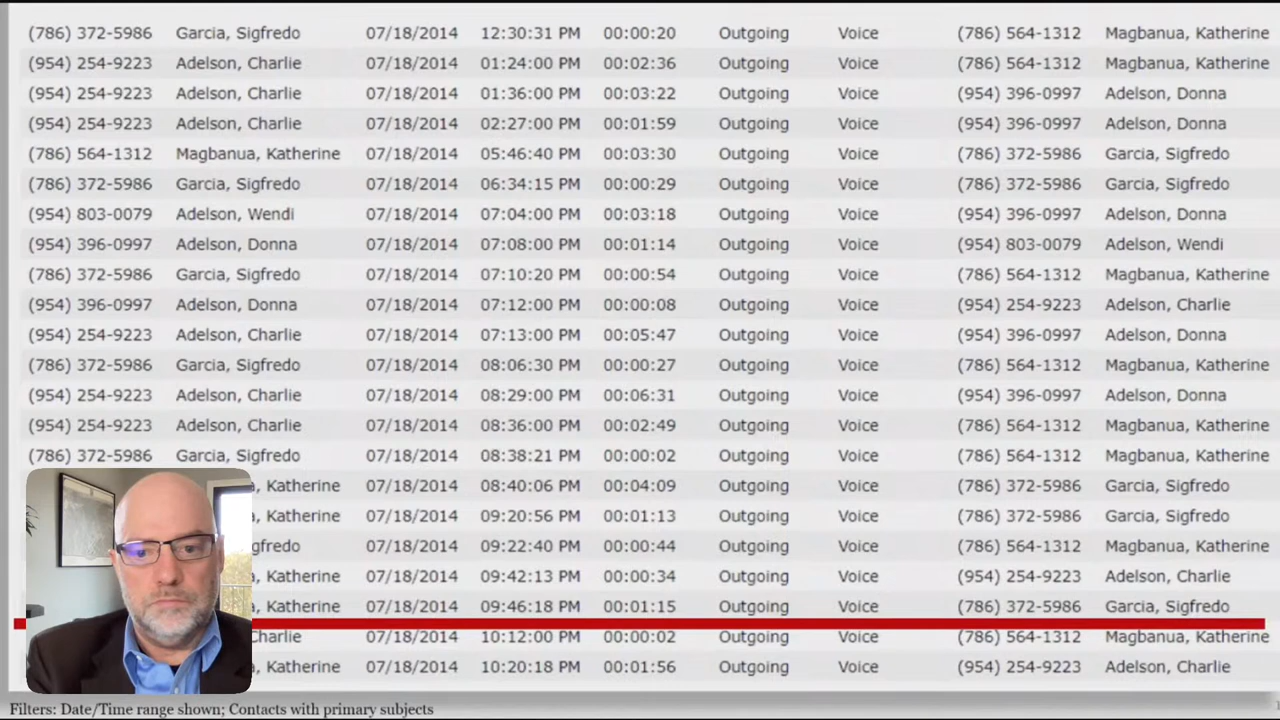 (786) 372-5986 Garcia, Sigfredo 07/18/2014 12:30:31 PM 00:00:20 Outgoing Voice (786) 564-1312 Magbanua, Katherine
(954) 254-9223 Adelson, Charlie 07/18/2014 01:24:00 PM 00:02:36 Outgoing Voice (786) 564-1312 Magbanua, Katherine
(954) 254-9223 Adelson, Charlie 07/18/2014 01:36:00 PM 00:03:22 Outgoing Voice (954) 396-0997 Adelson, Donna
(954) 254-9223 Adelson, Charlie 07/18/2014 02:27:00 PM 00:01:59 Outgoing Voice (954) 396-0997 Adelson, Donna
(786) 564-1312 Magbanua, Katherine 07/18/2014 05:46:40 PM 00:03:30 Outgoing Voice (786) 372-5986 Garcia, Sigfredo
(786) 372-5986 Garcia, Sigfredo 07/18/2014 06:34:15 PM 00:00:29 Outgoing Voice (786) 372-5986 Garcia, Sigfredo
(954) 803-0079 Adelson, Wendi 07/18/2014 07:04:00 PM 00:03:18 Outgoing Voice (954) 396-0997 Adelson, Donna
(954) 396-0997 Adelson, Donna 07/18/2014 07:08:00 PM 00:01:14 Outgoing Voice (954) 803-0079 Adelson, Wendi
(786) 372-5986 Garcia, Sigfredo 07/18/2014 07:10:20 PM 00:00:54 Outgoing Voice (786) 564-1312 Magbanua, Katherine
(954) 396-0997 Adelson, Donna 07/18/2014 07:12:00 PM 00:00:08 Outgoing Voice (954) 254-9223 Adelson, Charlie
(954) 254-9223 Adelson, Charlie 07/18/2014 07:13:00 PM 00:05:47 Outgoing Voice (954) 396-0997 Adelson, Donna
(786) 372-5986 Garcia, Sigfredo 07/18/2014 08:06:30 PM 00:00:27 Outgoing Voice (786) 564-1312 Magbanua, Katherine
(954) 254-9223 Adelson, Charlie 07/18/2014 08:29:00 PM 00:06:31 Outgoing Voice (954) 396-0997 Adelson, Donna
(954) 254-9223 Adelson, Charlie 07/18/2014 08:36:00 PM 00:02:49 Outgoing Voice (786) 564-1312 Magbanua, Katherine
(786) 372-5986 Garcia, Sigfredo 07/18/2014 08:38:21 PM 00:00:02 Outgoing Voice (786) 564-1312 Magbanua, Katherine
, Katherine 07/18/2014 08:40:06 PM 00:04:09 Outgoing Voice (786) 372-5986 Garcia, Sigfredo
, Katherine 07/18/2014 09:20:56 PM 00:01:13 Outgoing Voice (786) 372-5986 Garcia, Sigfredo
gfredo 07/18/2014 09:22:40 PM 00:00:44 Outgoing Voice (786) 564-1312 Magbanua, Katherine
, Katherine 07/18/2014 09:42:13 PM 00:00:34 Outgoing Voice (954) 254-9223 Adelson, Charlie
, Katherine 07/18/2014 09:46:18 PM 00:01:15 Outgoing Voice (786) 372-5986 Garcia, Sigfredo
Charlie 07/18/2014 10:12:00 PM 00:00:02 Outgoing Voice (786) 564-1312 Magbanua, Katherine
, Katherine 07/18/2014 10:20:18 PM 00:01:56 Outgoing Voice (954) 254-9223 Adelson, Charlie
Filters: Date/Time range shown; Contacts with primary subjects